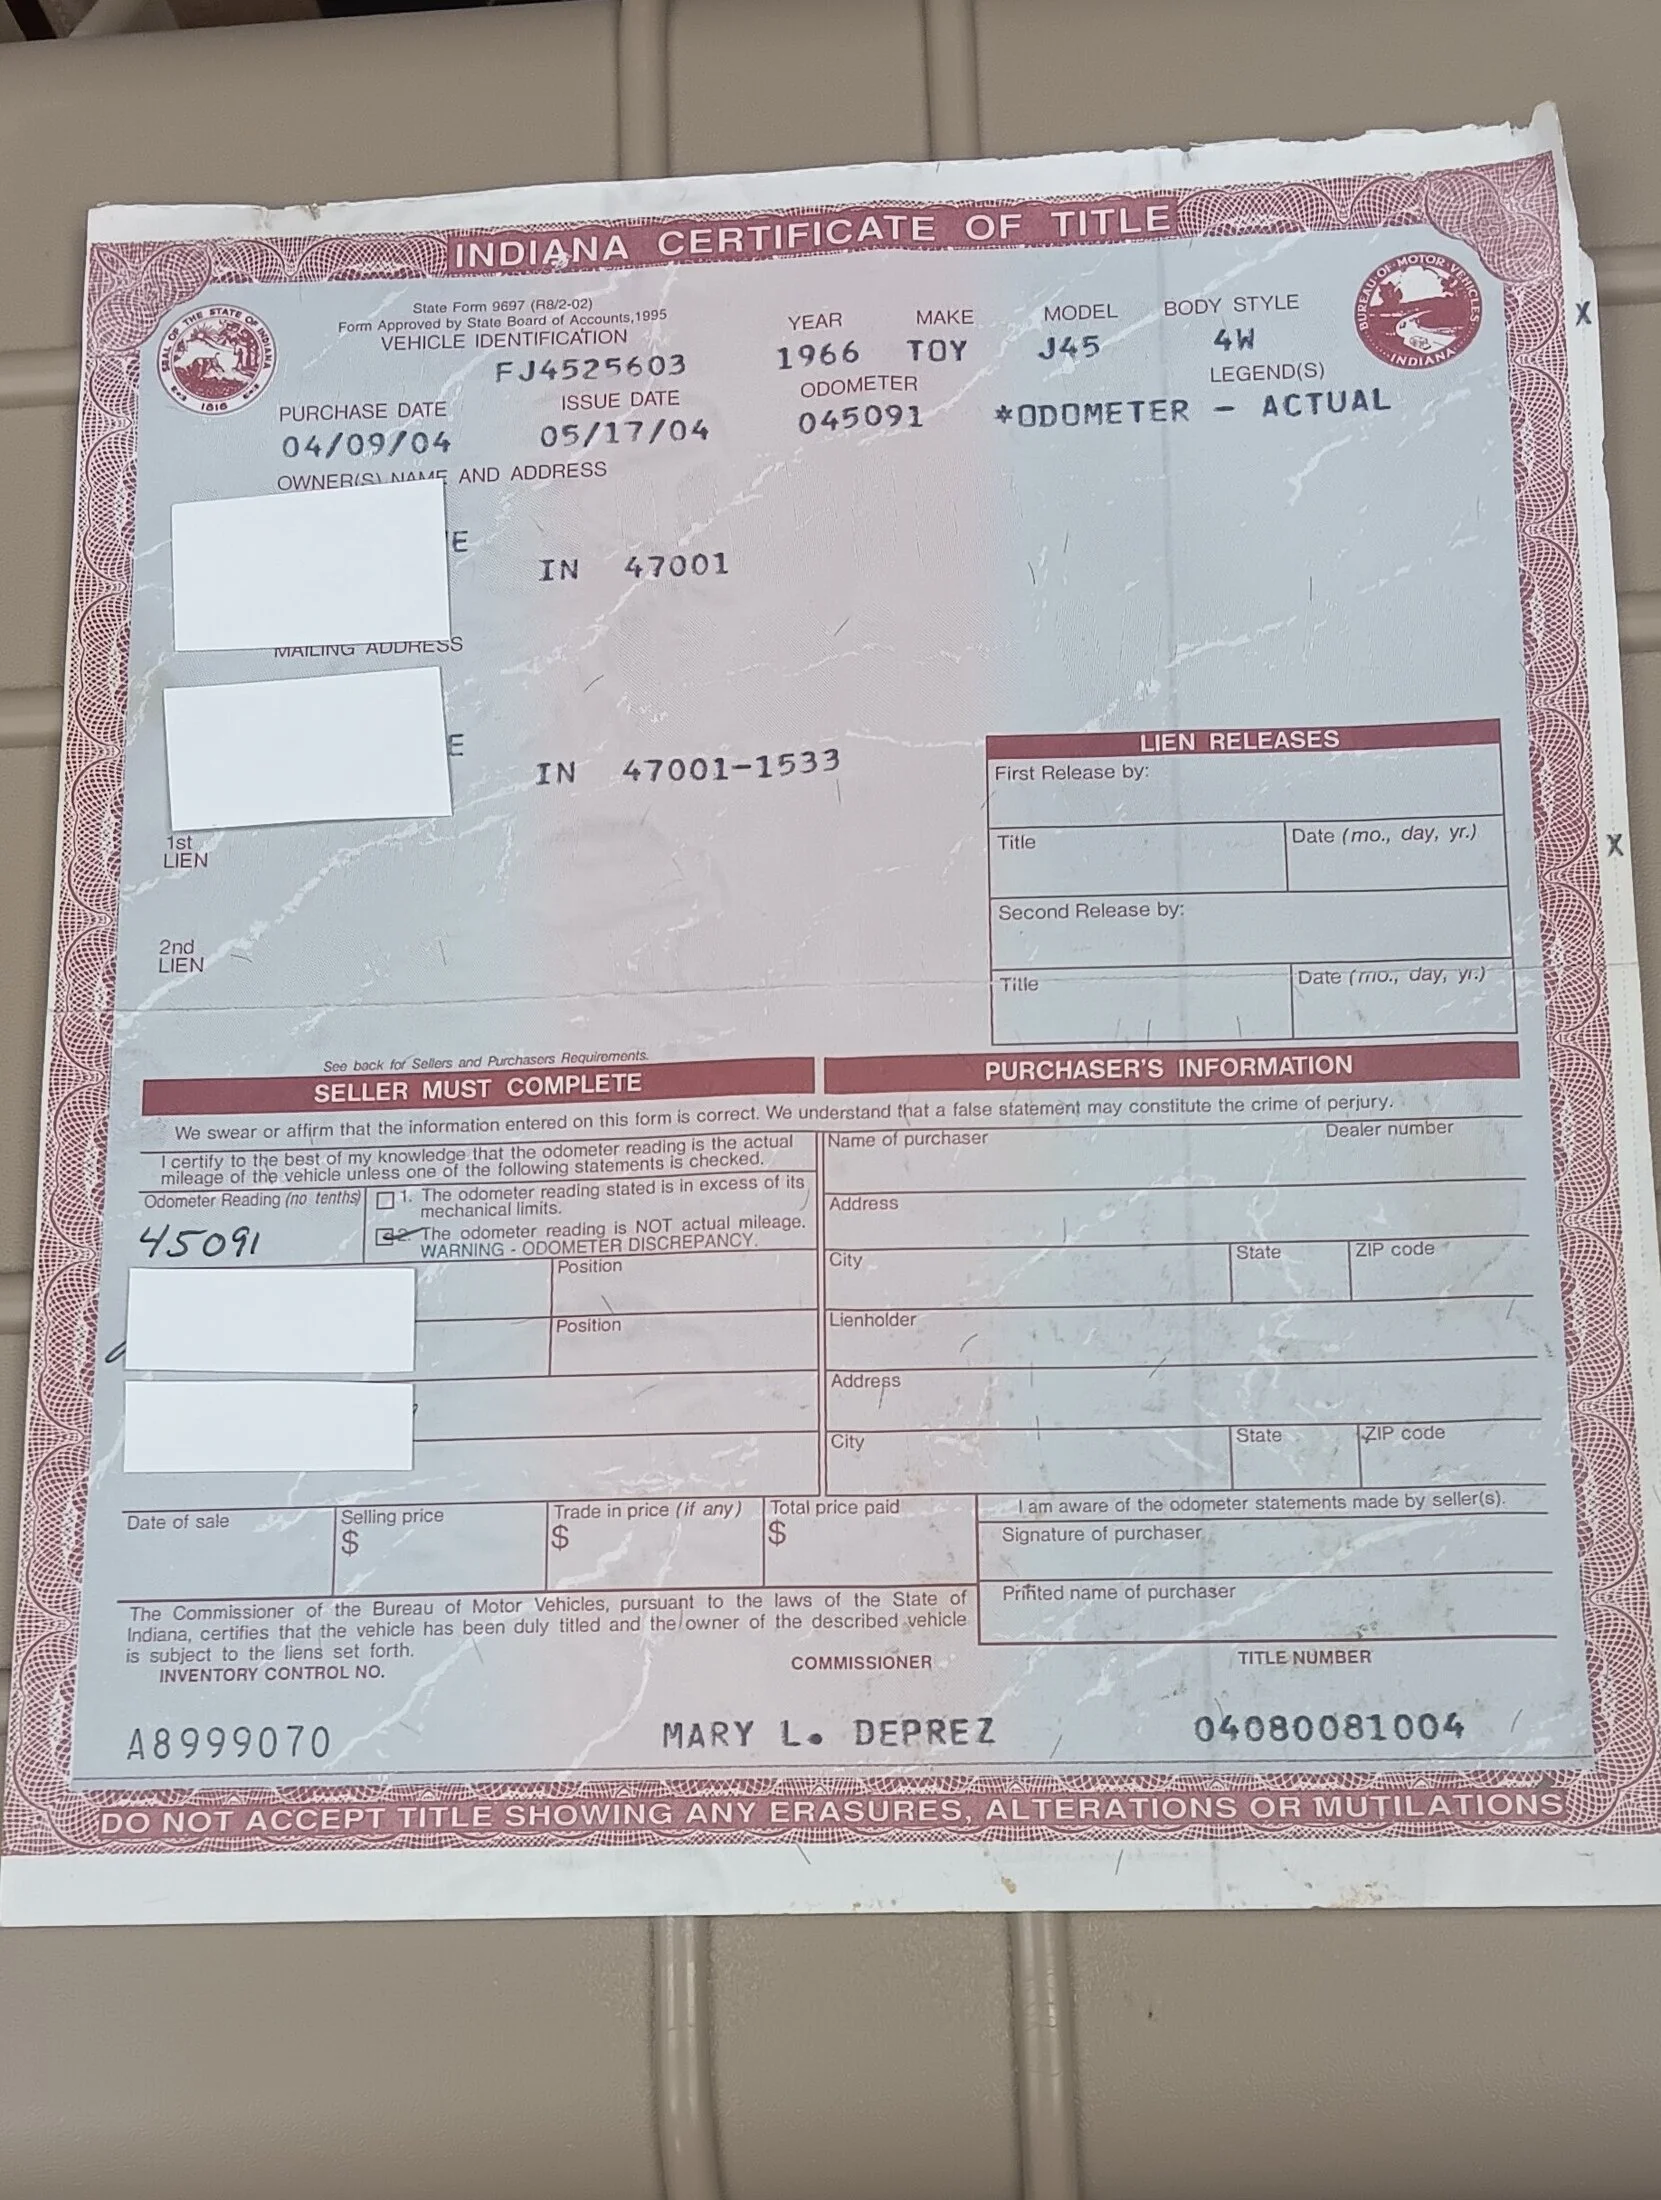 INDIANA CERTIFICATE OF TITLE
SEAL OF THE STATE OF INDIANA
1816
BUREAU OF MOTOR VEHICLES
INDIANA
State Form 9697 (R8/2-02)
Form Approved by State Board of Accounts, 1995
VEHICLE IDENTIFICATION
FJ4525603
YEAR MAKE MODEL BODY STYLE
1966 TOY J45 4W
X
PURCHASE DATE ISSUE DATE ODOMETER LEGEND(S)
04/09/04 05/17/04 045091 *ODOMETER - ACTUAL
OWNER(S) NAME AND ADDRESS
E
IN 47001
MAILING ADDRESS
E
IN 47001-1533
X
1st
LIEN
2nd
LIEN
LIEN RELEASES
First Release by:
Title Date (mo., day, yr.)
Second Release by:
Title Date (mo., day, yr.)
See back for Sellers and Purchasers Requirements.
SELLER MUST COMPLETE
PURCHASER'S INFORMATION
We swear or affirm that the information entered on this form is correct. We understand that a false statement may constitute the crime of perjury.
I certify to the best of my knowledge that the odometer reading is the actual
mileage of the vehicle unless one of the following statements is checked.
Odometer Reading (no tenths)
45091
1. The odometer reading stated is in excess of its
mechanical limits.
2. The odometer reading is NOT actual mileage.
WARNING - ODOMETER DISCREPANCY.
Position
Position
Name of purchaser Dealer number
Address
City State ZIP code
Lienholder
Address
City State ZIP code
Date of sale
Selling price
$
Trade in price (if any)
$
Total price paid
$
I am aware of the odometer statements made by seller(s).
Signature of purchaser
Printed name of purchaser
The Commissioner of the Bureau of Motor Vehicles, pursuant to the laws of the State of
Indiana, certifies that the vehicle has been duly titled and the owner of the described vehicle
is subject to the liens set forth.
INVENTORY CONTROL NO. COMMISSIONER TITLE NUMBER
A8999070 MARY L. DEPREZ 04080081004
DO NOT ACCEPT TITLE SHOWING ANY ERASURES, ALTERATIONS OR MUTILATIONS